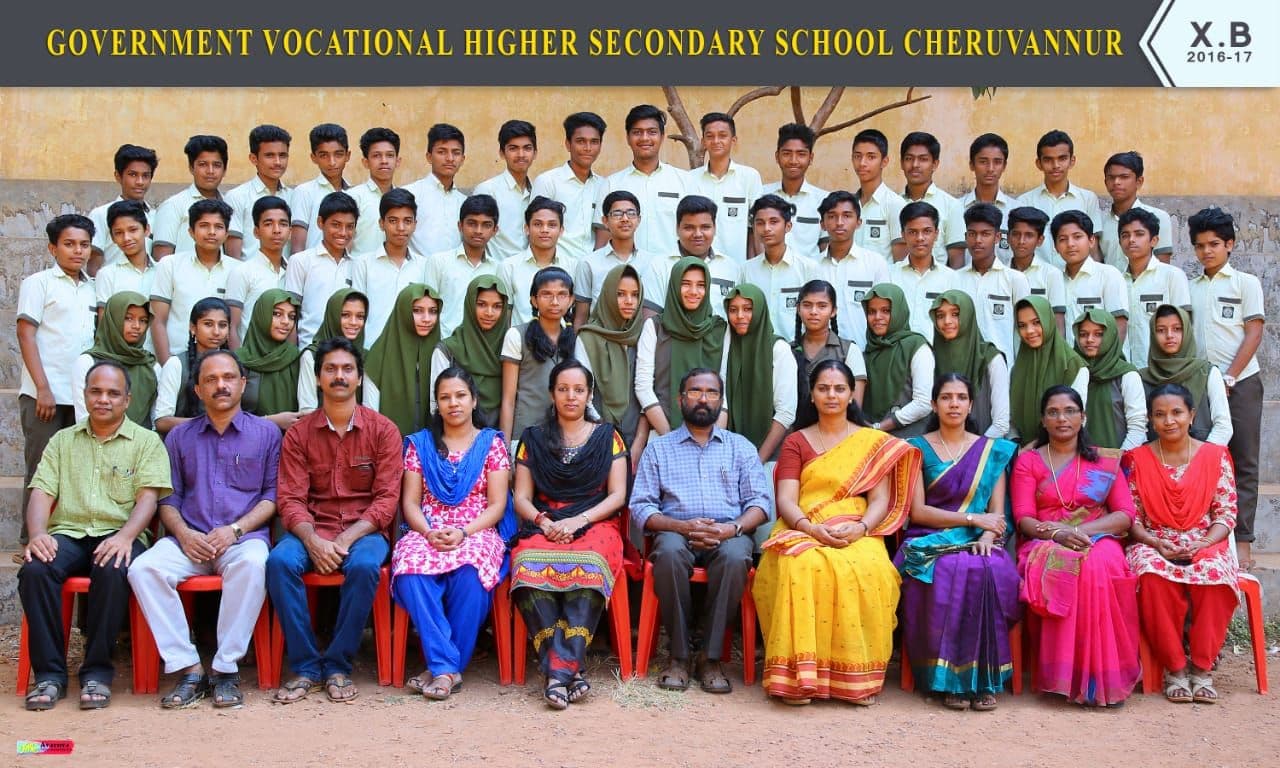 GOVERNMENT VOCATIONAL HIGHER SECONDARY SCHOOL CHERUVANNUR
X.B
2016-17